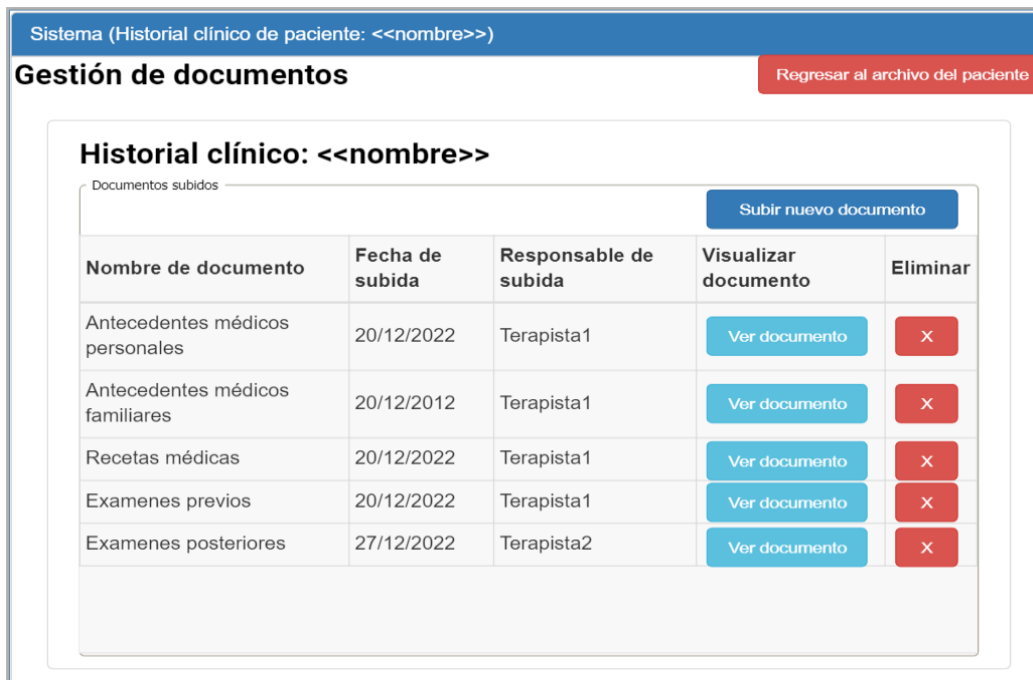 Sistema (Historial clínico de paciente: <<nombre>>)
Gestión de documentos
Regresar al archivo del paciente
Historial clínico: <<nombre>>
Documentos subidos
Subir nuevo documento
Nombre de documento Fecha de subida Responsable de subida Visualizar documento Eliminar
Antecedentes médicos personales 20/12/2022 Terapista1 Ver documento X
Antecedentes médicos familiares 20/12/2012 Terapista1 Ver documento X
Recetas médicas 20/12/2022 Terapista1 Ver documento X
Examenes previos 20/12/2022 Terapista1 Ver documento X
Examenes posteriores 27/12/2022 Terapista2 Ver documento X